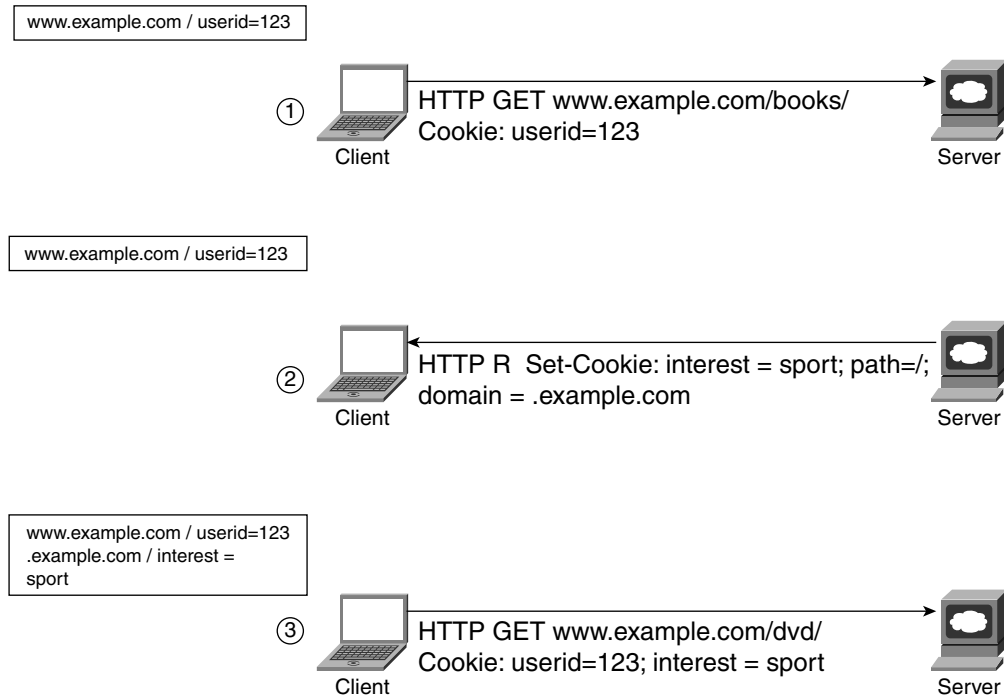 www.example.com / userid=123
①
HTTP GET www.example.com/books/
Cookie: userid=123
Client
Server
www.example.com / userid=123
②
HTTP R Set-Cookie: interest = sport; path=/;
domain = .example.com
Client
Server
www.example.com / userid=123
.example.com / interest =
sport
③
HTTP GET www.example.com/dvd/
Cookie: userid=123; interest = sport
Client
Server